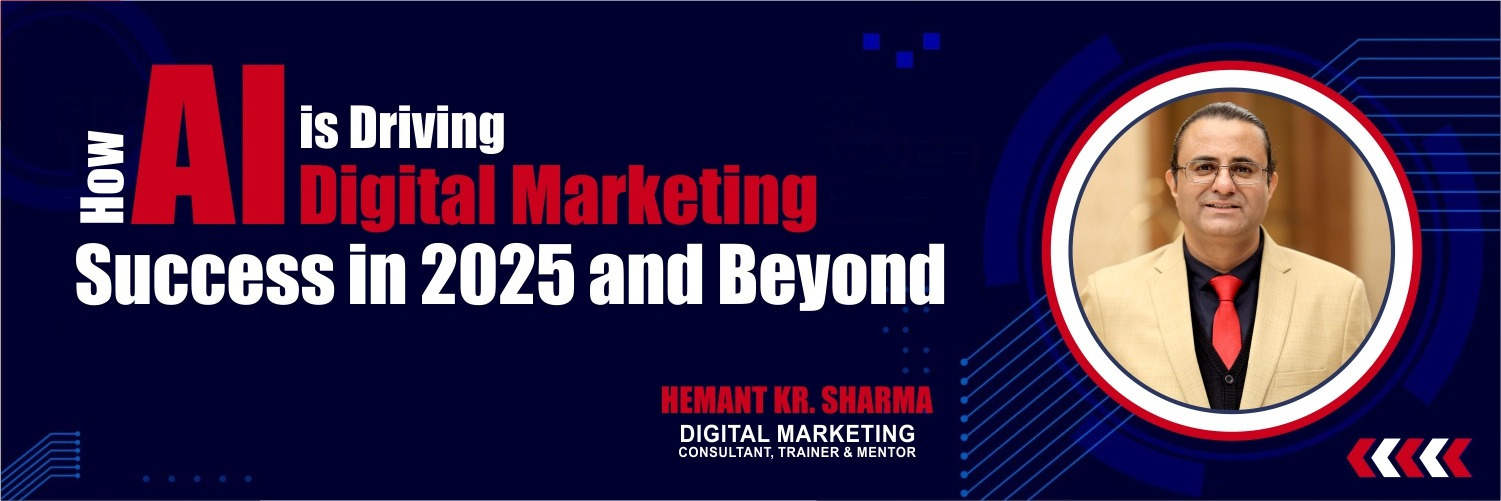 How AI is Driving
Digital Marketing
Success in 2025 and Beyond
HEMANT KR. SHARMA
DIGITAL MARKETING
CONSULTANT, TRAINER & MENTOR